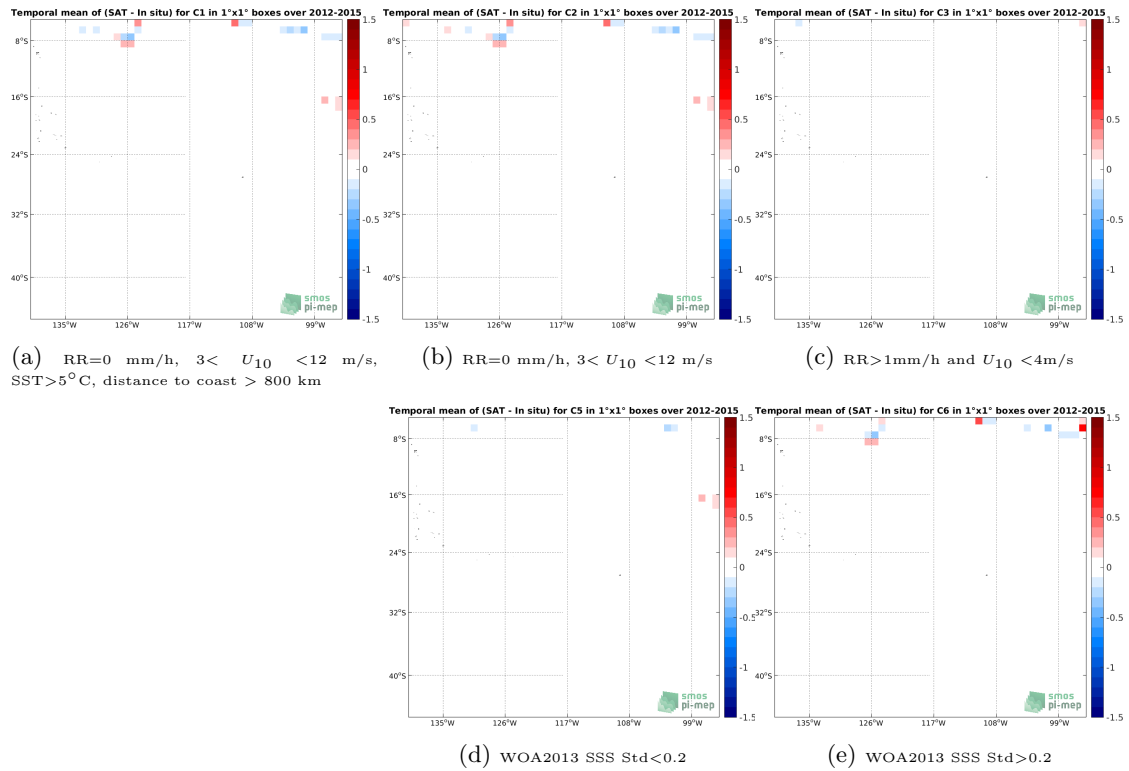 Temporal mean of (SAT - In situ) for C1 in 1°x1° boxes over 2012-2015
1.5
1
0.5
0
-0.5
-1
-1.5
8°S
16°S
24°S
32°S
40°S
135°W
126°W
117°W
108°W
99°W
smos
pi-mep
(a) RR=0 mm/h, 3< U10 <12 m/s,
SST>5°C, distance to coast > 800 km
Temporal mean of (SAT - In situ) for C2 in 1°x1° boxes over 2012-2015
1.5
1
0.5
0
-0.5
-1
-1.5
8°S
16°S
24°S
32°S
40°S
135°W
126°W
117°W
108°W
99°W
smos
pi-mep
(b) RR=0 mm/h, 3< U10 <12 m/s
Temporal mean of (SAT - In situ) for C3 in 1°x1° boxes over 2012-2015
1.5
1
0.5
0
-0.5
-1
-1.5
8°S
16°S
24°S
32°S
40°S
135°W
126°W
117°W
108°W
99°W
smos
pi-mep
(c) RR>1mm/h and U10 <4m/s
Temporal mean of (SAT - In situ) for C5 in 1°x1° boxes over 2012-2015
1.5
1
0.5
0
-0.5
-1
-1.5
8°S
16°S
24°S
32°S
40°S
135°W
126°W
117°W
108°W
99°W
smos
pi-mep
(d) WOA2013 SSS Std<0.2
Temporal mean of (SAT - In situ) for C6 in 1°x1° boxes over 2012-2015
1.5
1
0.5
0
-0.5
-1
-1.5
8°S
16°S
24°S
32°S
40°S
135°W
126°W
117°W
108°W
99°W
smos
pi-mep
(e) WOA2013 SSS Std>0.2